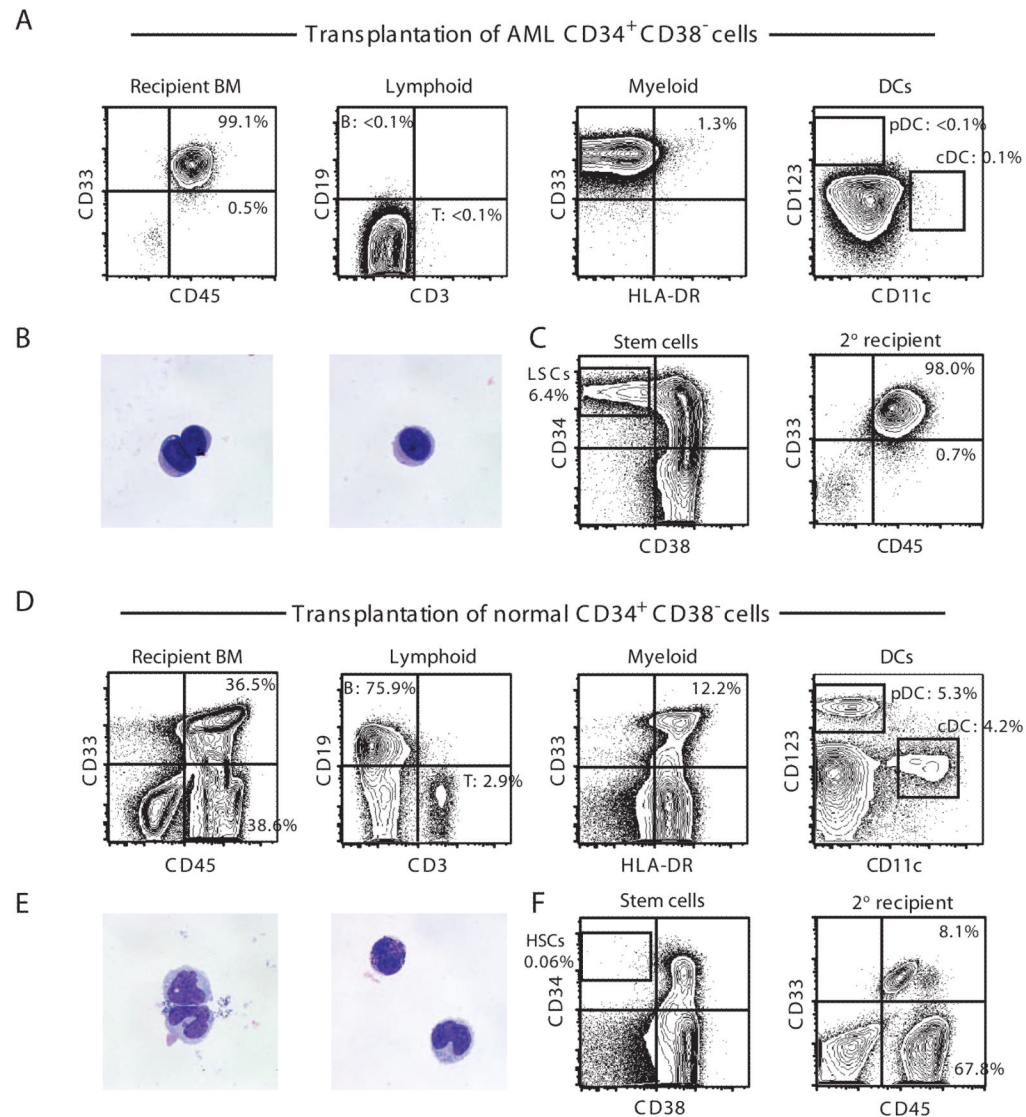 A
Transplantation of AML CD34+CD38- cells
Recipient BM
99.1%
0.5%
CD33
CD45
Lymphoid
B: <0.1%
T: <0.1%
CD19
CD3
Myeloid
1.3%
CD33
HLA-DR
DCs
pDC: <0.1%
cDC: 0.1%
CD123
CD11c
B
C
Stem cells
LSCs
6.4%
CD34
CD38
2° recipient
98.0%
0.7%
CD33
CD45
D
Transplantation of normal CD34+ CD38- cells
Recipient BM
36.5%
38.6%
CD33
CD45
Lymphoid
B: 75.9%
T: 2.9%
CD19
CD3
Myeloid
12.2%
CD33
HLA-DR
DCs
pDC: 5.3%
cDC: 4.2%
CD123
CD11c
E
F
Stem cells
HSCs
0.06%
CD34
CD38
2° recipient
8.1%
67.8%
CD33
CD45